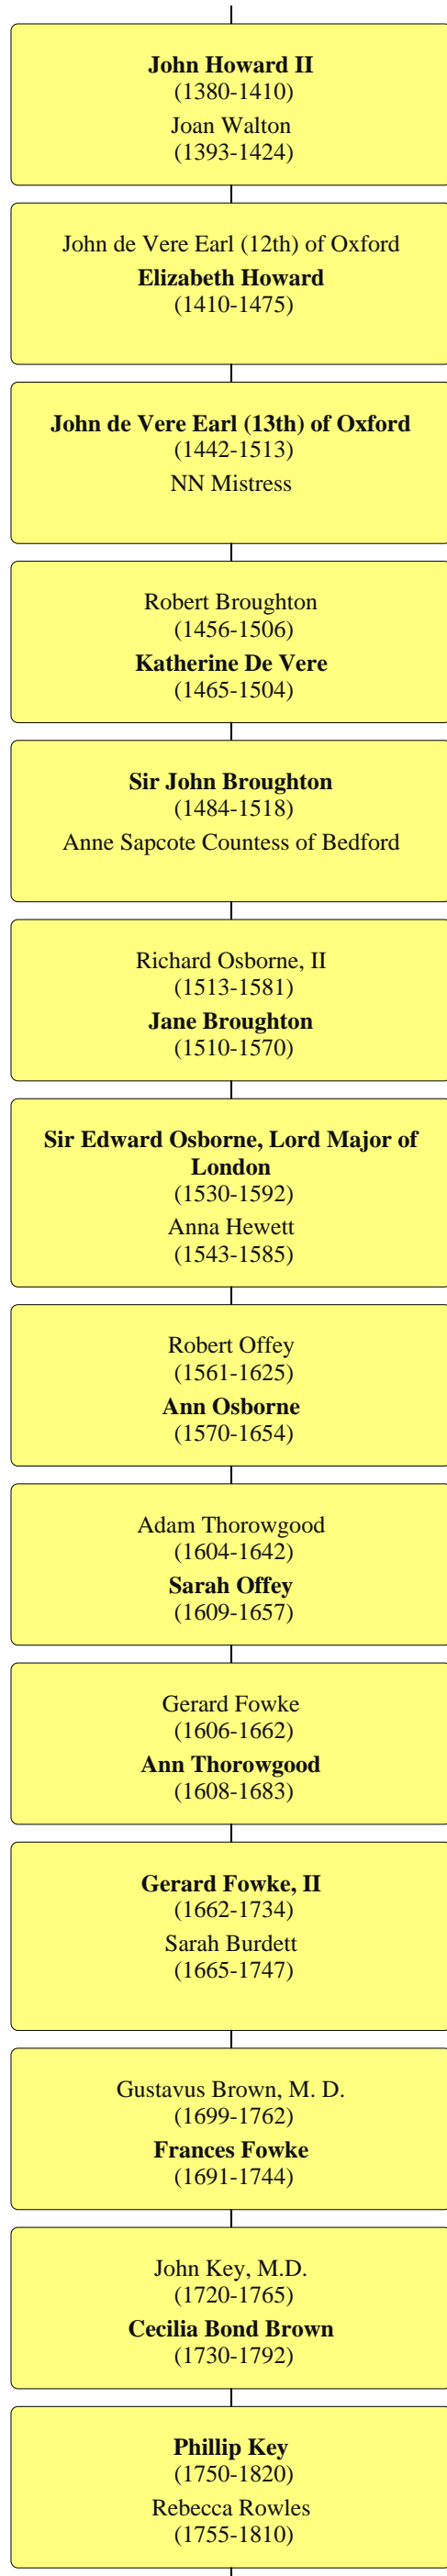 John Howard II
(1380-1410)
Joan Walton
(1393-1424)
John de Vere Earl (12th) of Oxford
Elizabeth Howard
(1410-1475)
John de Vere Earl (13th) of Oxford
(1442-1513)
NN Mistress
Robert Broughton
(1456-1506)
Katherine De Vere
(1465-1504)
Sir John Broughton
(1484-1518)
Anne Sapcote Countess of Bedford
Richard Osborne, II
(1513-1581)
Jane Broughton
(1510-1570)
Sir Edward Osborne, Lord Major of
London
(1530-1592)
Anna Hewett
(1543-1585)
Robert Offey
(1561-1625)
Ann Osborne
(1570-1654)
Adam Thorowgood
(1604-1642)
Sarah Offey
(1609-1657)
Gerard Fowke
(1606-1662)
Ann Thorowgood
(1608-1683)
Gerard Fowke, II
(1662-1734)
Sarah Burdett
(1665-1747)
Gustavus Brown, M. D.
(1699-1762)
Frances Fowke
(1691-1744)
John Key, M.D.
(1720-1765)
Cecilia Bond Brown
(1730-1792)
Phillip Key
(1750-1820)
Rebecca Rowles
(1755-1810)